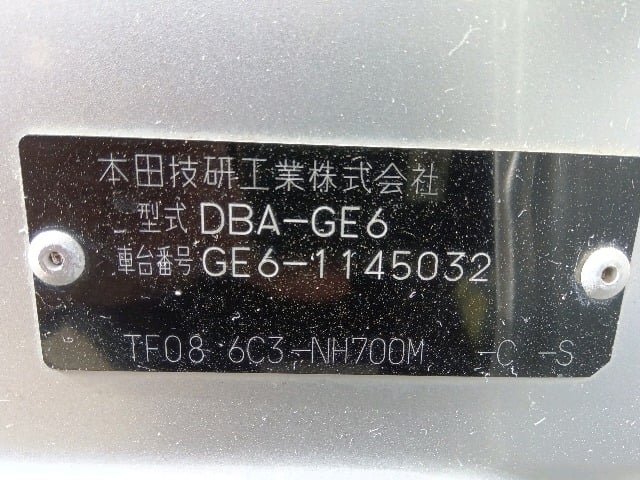 本田技研工業株式会社
型式 DBA-GE6
車台番号 GE6-1145032
TF08 6C3-NH700M -C -S